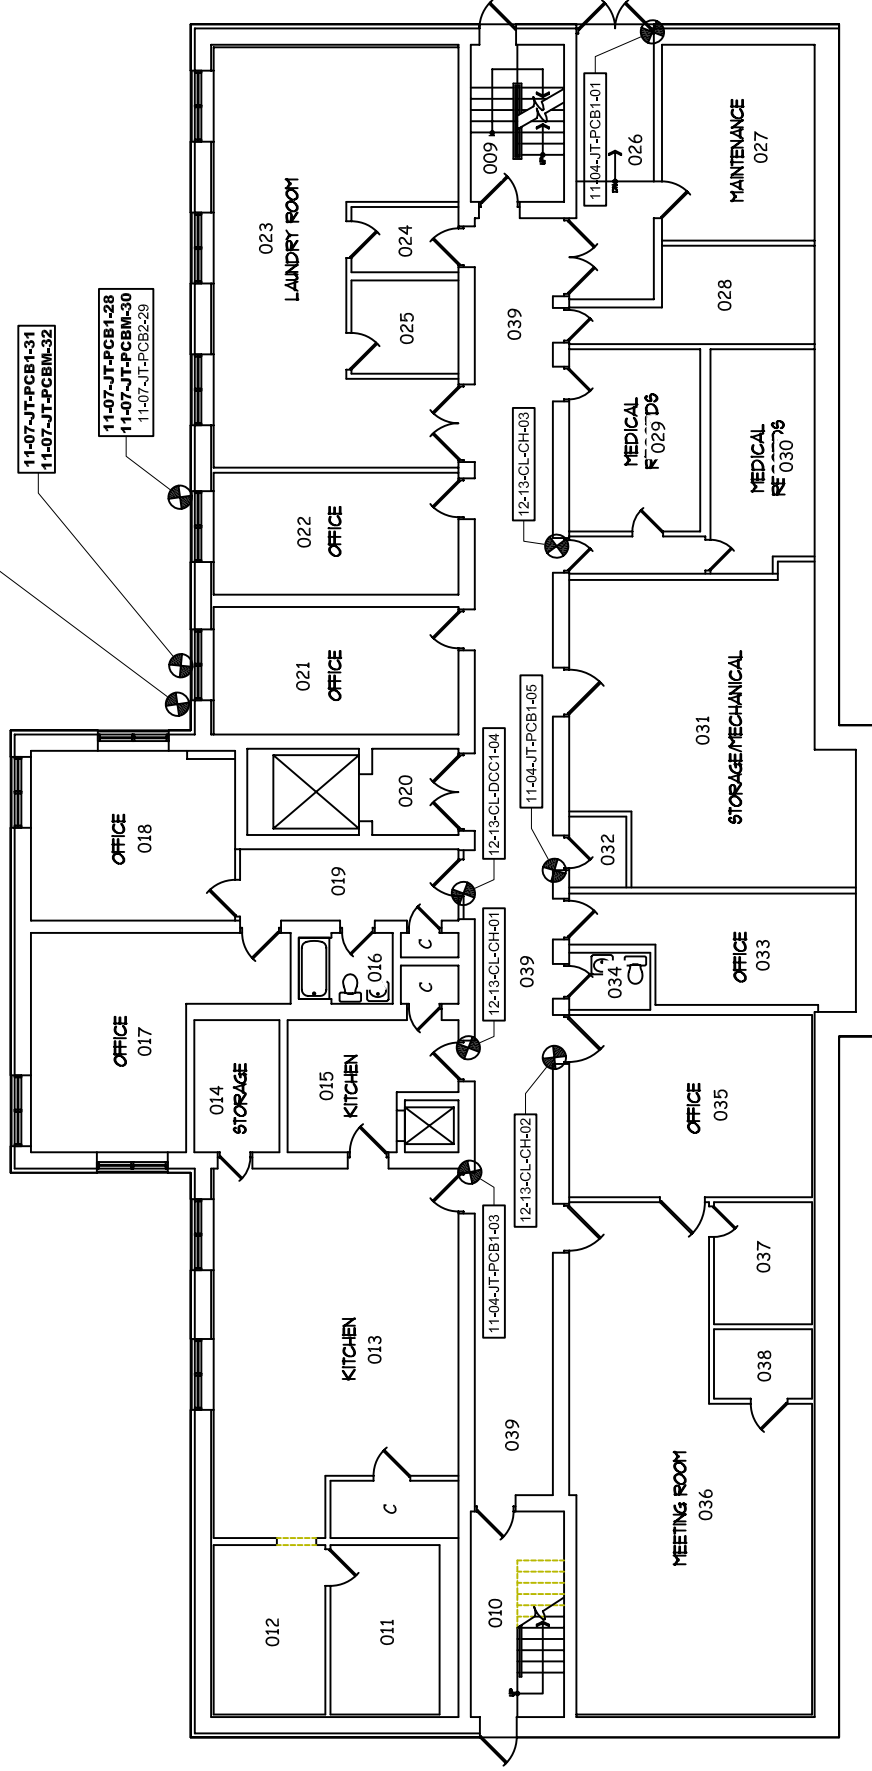 11-07-JT-PCB1-31
11-07-JT-PCBM-32
11-07-JT-PCB1-28
11-07-JT-PCBM-30
11-07-JT-PCB2-29
OFFICE
017
OFFICE
018
014
STORAGE
012
011
KITCHEN
013
C
015
KITCHEN
016
C
C
019
020
021
OFFICE
022
OFFICE
023
LAUNDRY ROOM
024
025
009
UP
010
UP
039
039
039
11-04-JT-PCB1-03
12-13-CL-CH-01
12-13-CL-DCC1-04
12-13-CL-CH-02
11-04-JT-PCB1-05
12-13-CL-CH-03
11-04-JT-PCB1-01
026
DN
MEETING ROOM
036
038
037
OFFICE
035
034
OFFICE
033
032
031
STORAGE/MECHANICAL
MEDICAL
RECORDS
029
MEDICAL
RECORDS
030
028
MAINTENANCE
027